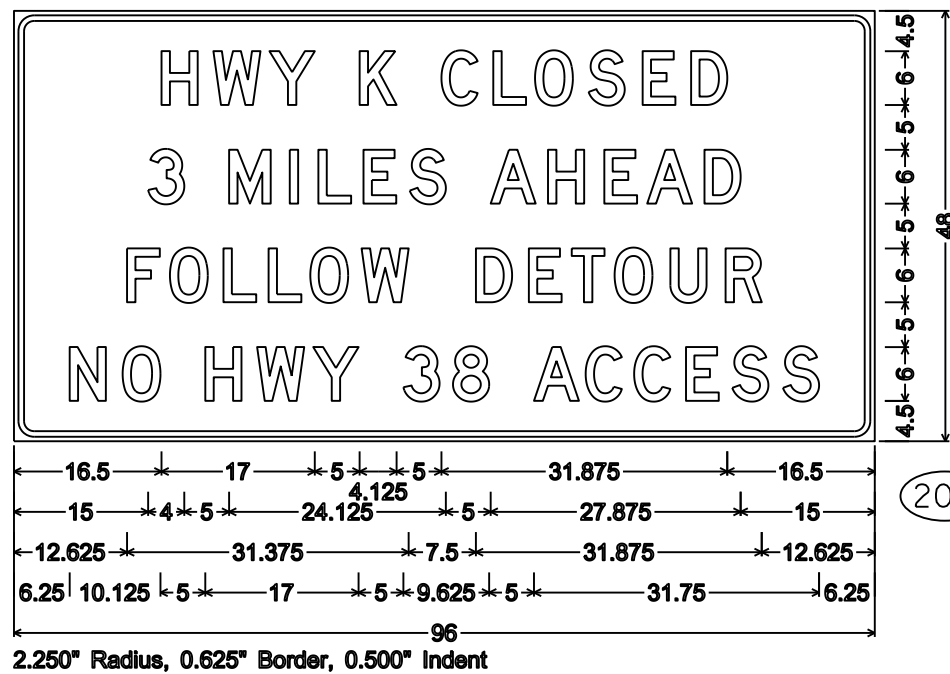 HWY K CLOSED
3 MILES AHEAD
FOLLOW DETOUR
NO HWY 38 ACCESS
4.5
6
5
6
5
6
5
6
4.5
48
16.5 17 5 4.125 5 31.875 16.5
15 4 5 24.125 5 27.875 15
12.625 31.375 7.5 31.875 12.625
6.25 10.125 5 17 5 9.625 5 31.75 6.25
96
20
2.250" Radius, 0.625" Border, 0.500" Indent